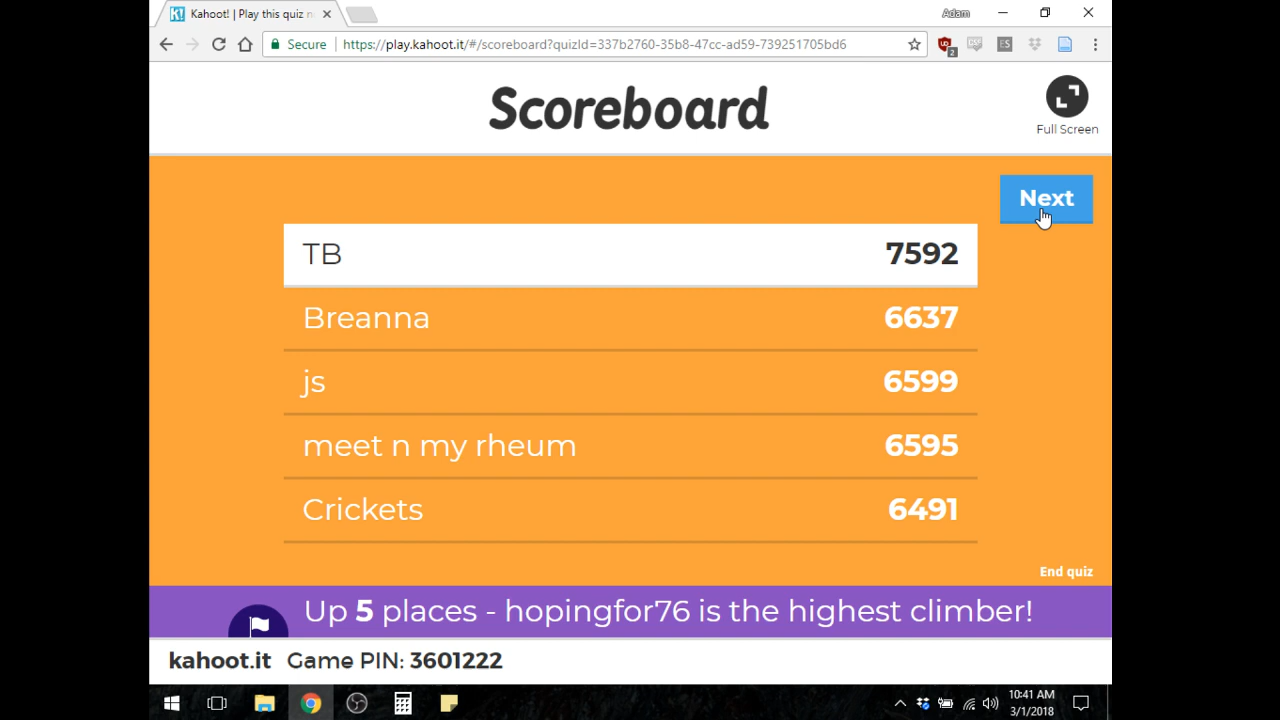 K! Kahoot! | Play this quiz n
Adam
Secure https://play.kahoot.it/#/scoreboard?quizId=337b2760-35b8-47cc-ad59-739251705bd6
2
ES
Scoreboard
Full Screen
Next
TB 7592
Breanna 6637
js 6599
meet n my rheum 6595
Crickets 6491
End quiz
Up 5 places - hopingfor76 is the highest climber!
kahoot.it Game PIN: 3601222
10:41 AM
3/1/2018